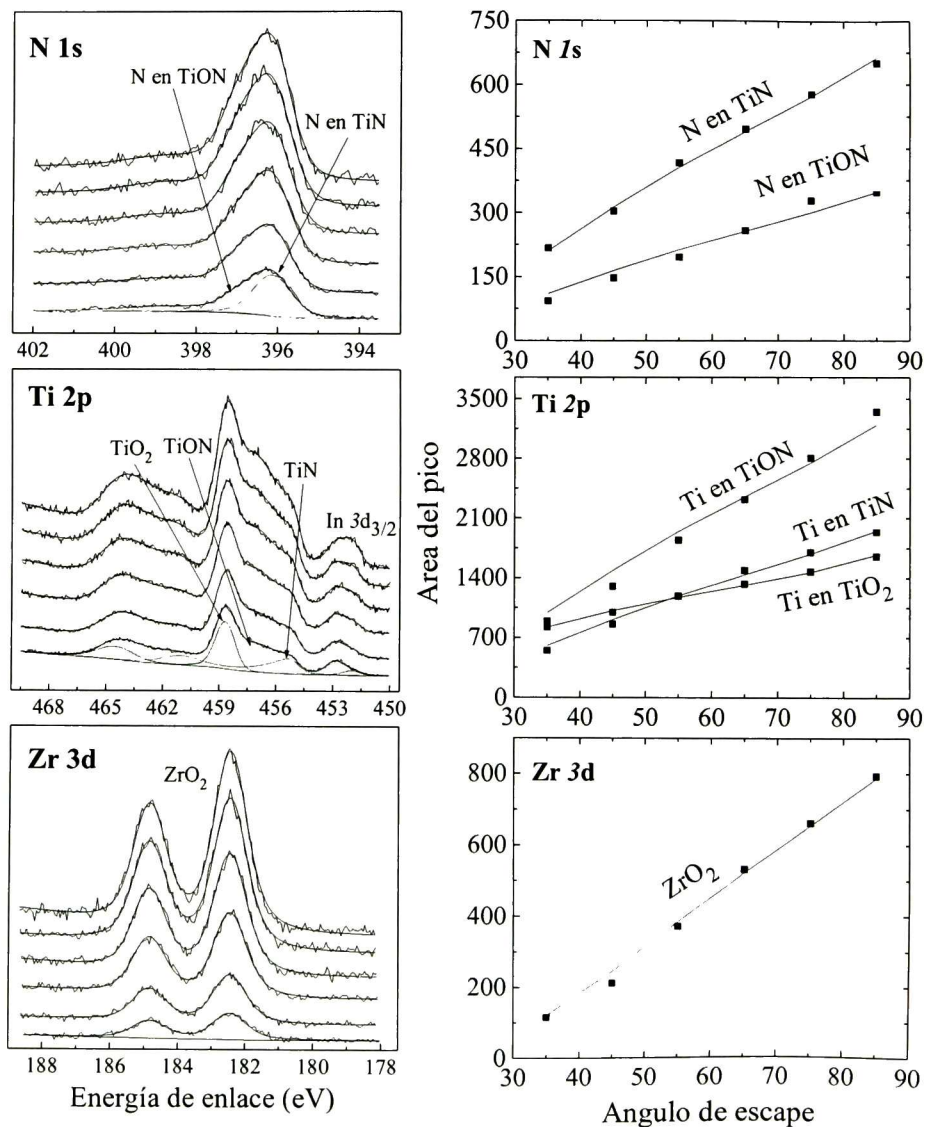 N 1s
N en TiON
N en TiN
402 400 398 396 394
Ti 2p
TiO₂
TiON
TiN
In 3d₃/₂
468 465 462 459 456 453 450
Zr 3d
ZrO₂
188 186 184 182 180 178
Energía de enlace (eV)
N 1s
750
600
450
300
150
0
N en TiN
N en TiON
30 40 50 60 70 80 90
Ti 2p
3500
2800
2100
1400
700
0
Ti en TiON
Ti en TiN
Ti en TiO₂
30 40 50 60 70 80 90
Area del pico
Zr 3d
800
600
400
200
0
ZrO₂
30 40 50 60 70 80 90
Angulo de escape